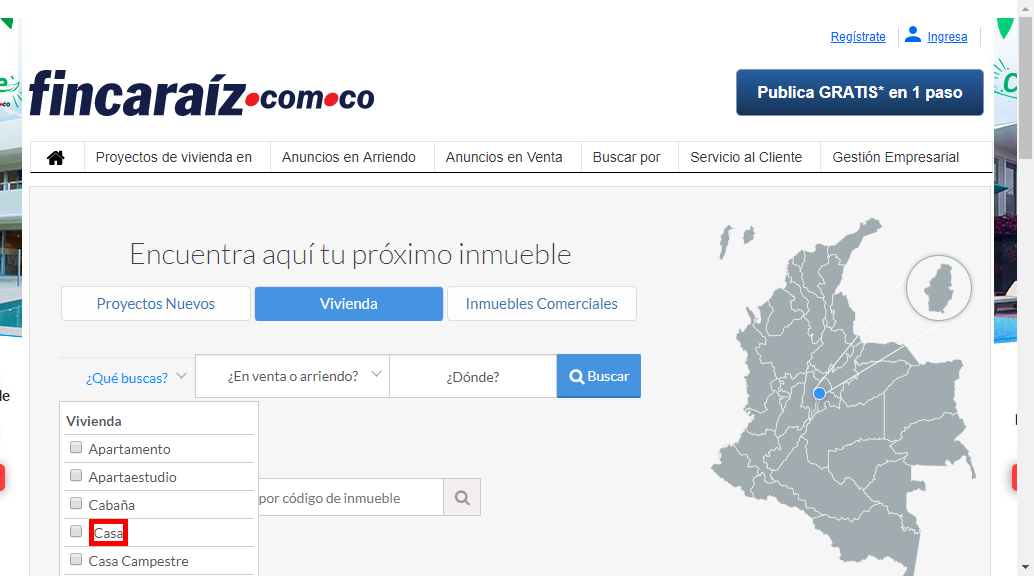 Regístrate
Ingresa
fincaraíz.com.co
Publica GRATIS* en 1 paso
Proyectos de vivienda en
Anuncios en Arriendo
Anuncios en Venta
Buscar por
Servicio al Cliente
Gestión Empresarial
Encuentra aquí tu próximo inmueble
Proyectos Nuevos
Vivienda
Inmuebles Comerciales
¿Qué buscas?
¿En venta o arriendo?
¿Dónde?
Buscar
Vivienda
Apartamento
Apartaestudio
Cabaña
por código de inmueble
Casa
Casa Campestre